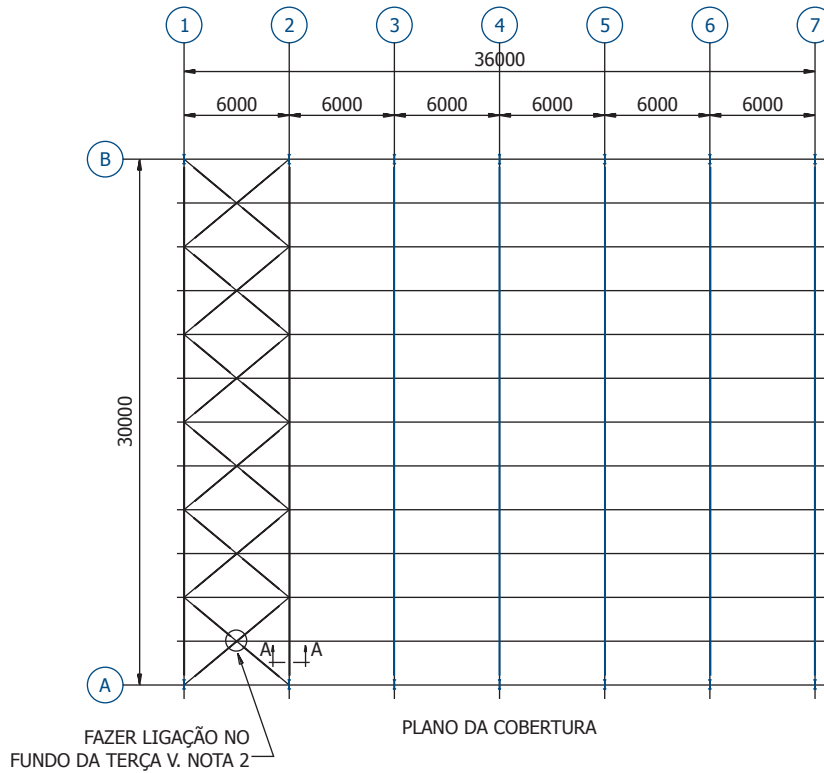 1 2 3 4 5 6 7
36000
6000 6000 6000 6000 6000 6000
B
30000
A A
A
PLANO DA COBERTURA
FAZER LIGAÇÃO NO
FUNDO DA TERÇA V. NOTA 2